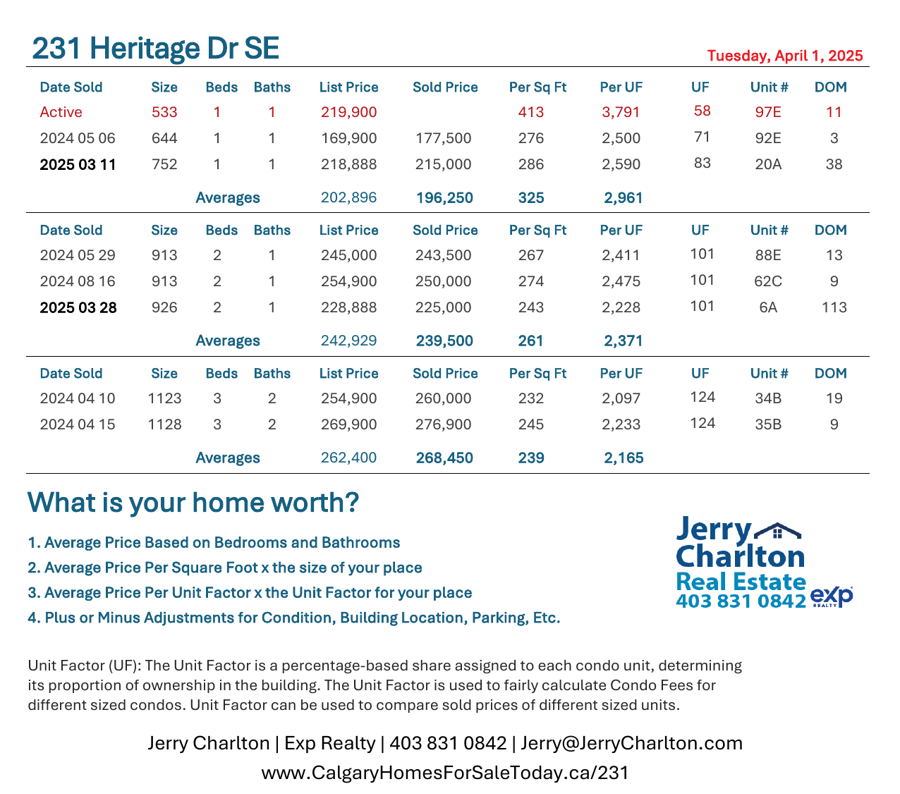 231 Heritage Dr SE
Tuesday, April 1, 2025
Date Sold Size Beds Baths List Price Sold Price Per Sq Ft Per UF UF Unit # DOM
Active 533 1 1 219,900 413 3,791 58 97E 11
2024 05 06 644 1 1 169,900 177,500 276 2,500 71 92E 3
2025 03 11 752 1 1 218,888 215,000 286 2,590 83 20A 38
Averages 202,896 196,250 325 2,961
Date Sold Size Beds Baths List Price Sold Price Per Sq Ft Per UF UF Unit # DOM
2024 05 29 913 2 1 245,000 243,500 267 2,411 101 88E 13
2024 08 16 913 2 1 254,900 250,000 274 2,475 101 62C 9
2025 03 28 926 2 1 228,888 225,000 243 2,228 101 6A 113
Averages 242,929 239,500 261 2,371
Date Sold Size Beds Baths List Price Sold Price Per Sq Ft Per UF UF Unit # DOM
2024 04 10 1123 3 2 254,900 260,000 232 2,097 124 34B 19
2024 04 15 1128 3 2 269,900 276,900 245 2,233 124 35B 9
Averages 262,400 268,450 239 2,165
What is your home worth?
1. Average Price Based on Bedrooms and Bathrooms
2. Average Price Per Square Foot x the size of your place
3. Average Price Per Unit Factor x the Unit Factor for your place
4. Plus or Minus Adjustments for Condition, Building Location, Parking, Etc.
Jerry
Charlton
Real Estate
403 831 0842
exp
REALTY
Unit Factor (UF): The Unit Factor is a percentage-based share assigned to each condo unit, determining
its proportion of ownership in the building. The Unit Factor is used to fairly calculate Condo Fees for
different sized condos. Unit Factor can be used to compare sold prices of different sized units.
Jerry Charlton | Exp Realty | 403 831 0842 | Jerry@JerryCharlton.com
www.CalgaryHomesForSaleToday.ca/231